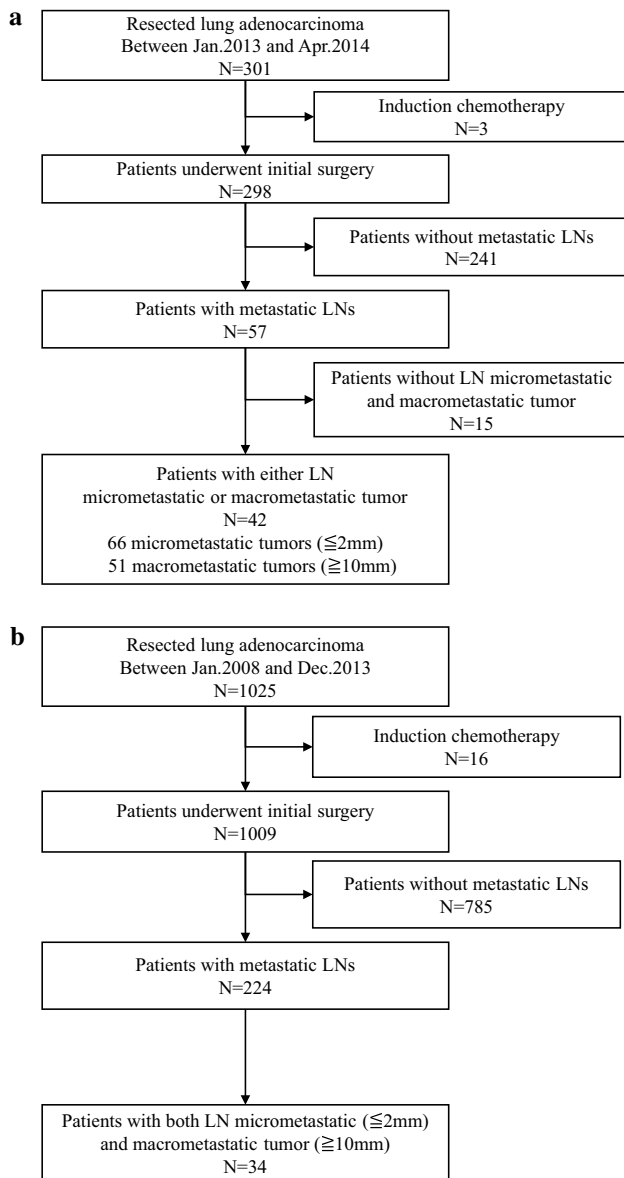 a
Resected lung adenocarcinoma
Between Jan.2013 and Apr.2014
N=301
Induction chemotherapy
N=3
Patients underwent initial surgery
N=298
Patients without metastatic LNs
N=241
Patients with metastatic LNs
N=57
Patients without LN micrometastatic
and macrometastatic tumor
N=15
Patients with either LN
micrometastatic or macrometastatic tumor
N=42
66 micrometastatic tumors (≦2mm)
51 macrometastatic tumors (≧10mm)
b
Resected lung adenocarcinoma
Between Jan.2008 and Dec.2013
N=1025
Induction chemotherapy
N=16
Patients underwent initial surgery
N=1009
Patients without metastatic LNs
N=785
Patients with metastatic LNs
N=224
Patients with both LN micrometastatic (≦2mm)
and macrometastatic tumor (≧10mm)
N=34